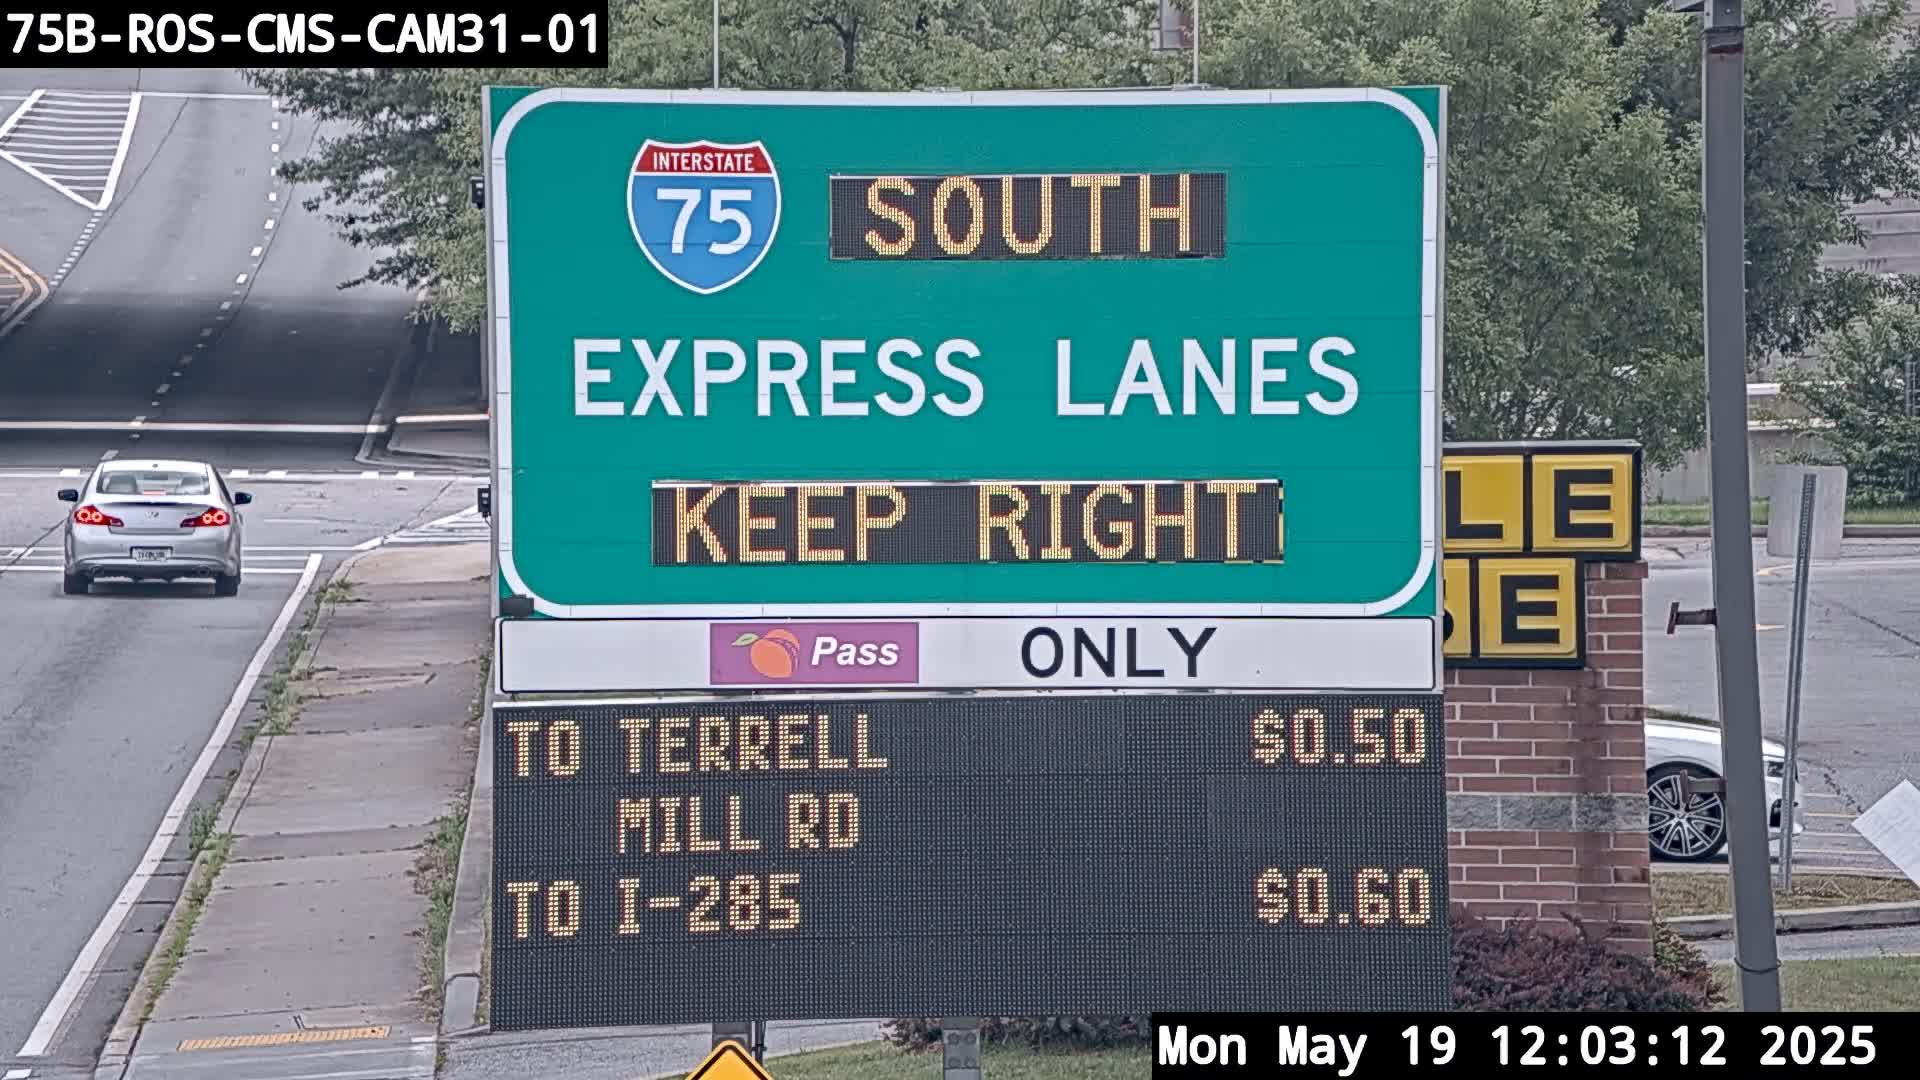 75B-ROS-CMS-CAM31-01
INTERSTATE
75
SOUTH
EXPRESS LANES
KEEP RIGHT
Pass ONLY
TO TERRELL $0.50
MILL RD
TO I-285 $0.60
LE
E
Mon May 19 12:03:12 2025